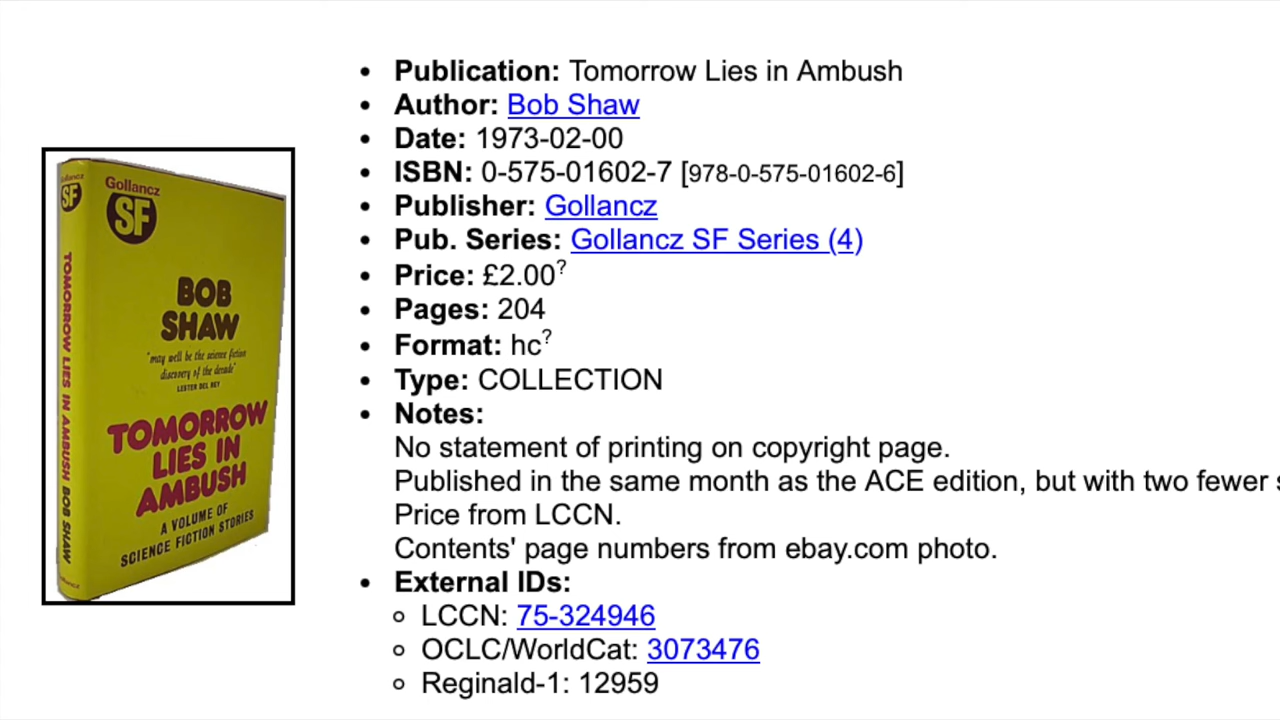 Gollancz
SF
Gollancz
SF
BOB
SHAW
"may well be the science fiction
discovery of the decade"
LESTER DEL REY
TOMORROW
LIES IN
AMBUSH
A VOLUME OF
SCIENCE FICTION STORIES
TOMORROW LIES IN AMBUSH BOB SHAW
Gollancz
• Publication: Tomorrow Lies in Ambush
• Author: Bob Shaw
• Date: 1973-02-00
• ISBN: 0-575-01602-7 [978-0-575-01602-6]
• Publisher: Gollancz
• Pub. Series: Gollancz SF Series (4)
• Price: £2.00?
• Pages: 204
• Format: hc?
• Type: COLLECTION
• Notes:
No statement of printing on copyright page.
Published in the same month as the ACE edition, but with two fewer s
Price from LCCN.
Contents' page numbers from ebay.com photo.
• External IDs:
◦ LCCN: 75-324946
◦ OCLC/WorldCat: 3073476
◦ Reginald-1: 12959